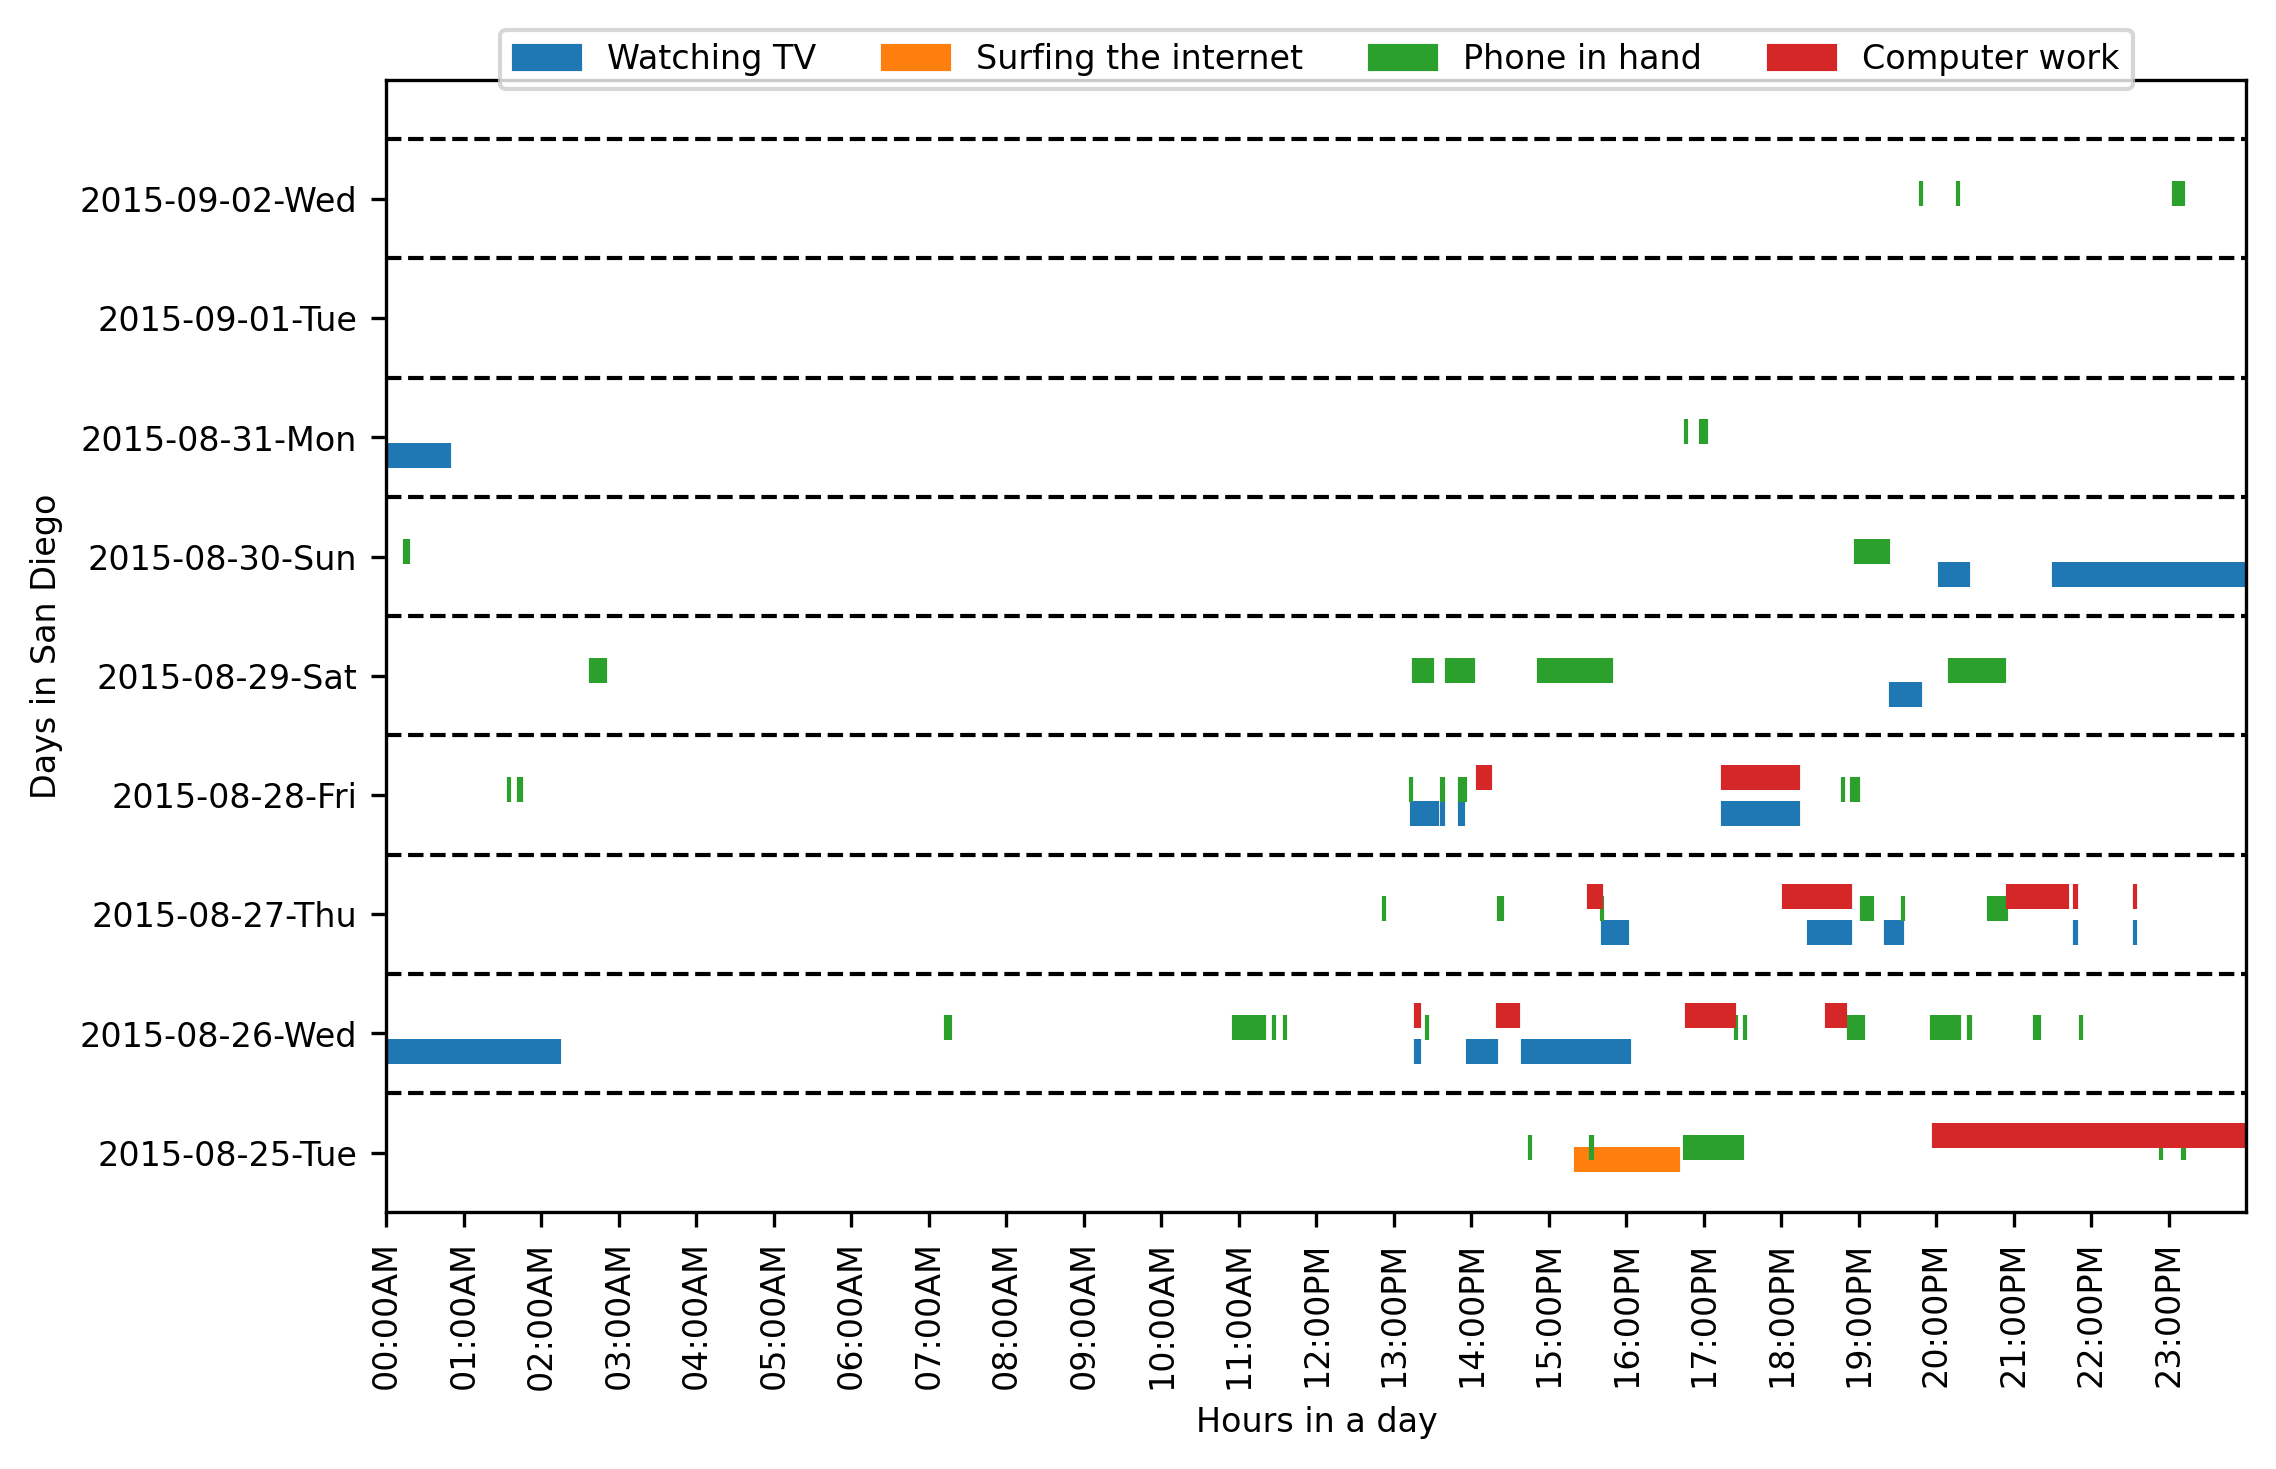 Watching TV
Surfing the internet
Phone in hand
Computer work
2015-09-02-Wed
2015-09-01-Tue
2015-08-31-Mon
2015-08-30-Sun
2015-08-29-Sat
2015-08-28-Fri
2015-08-27-Thu
2015-08-26-Wed
2015-08-25-Tue
Days in San Diego
00:00AM
01:00AM
02:00AM
03:00AM
04:00AM
05:00AM
06:00AM
07:00AM
08:00AM
09:00AM
10:00AM
11:00AM
12:00PM
13:00PM
14:00PM
15:00PM
16:00PM
17:00PM
18:00PM
19:00PM
20:00PM
21:00PM
22:00PM
23:00PM
Hours in a day